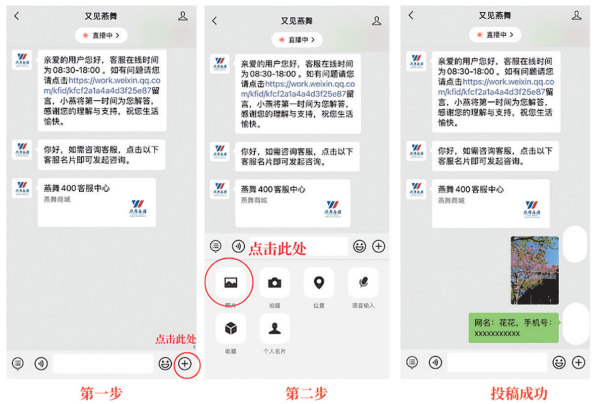 又见燕舞
直播中
亲爱的用户您好，客服在线时间
为 08:30-18:00 。如有问题请您
请点击https://work.weixin.qq.co
m/kfid/kfcf2a1a4a4d3f25e87留
言，小燕将第一时间为您解答，
感谢您的理解与支持，祝您生活
愉快。
你好，如需咨询客服，点击以下
客服名片即可发起咨询。
燕舞 400 客服中心
燕舞商城
点击此处
第一步
又见燕舞
直播中
亲爱的用户您好，客服在线时间
为 08:30-18:00 。如有问题请您
请点击https://work.weixin.qq.co
m/kfid/kfcf2a1a4a4d3f25e87留
言，小燕将第一时间为您解答，
感谢您的理解与支持，祝您生活
愉快。
你好，如需咨询客服，点击以下
客服名片即可发起咨询。
燕舞 400 客服中心
燕舞商城
点击此处
照片
拍摄
位置
语音输入
收藏
个人名片
第二步
又见燕舞
直播中
亲爱的用户您好，客服在线时间
为 08:30-18:00 。如有问题请您
请点击https://work.weixin.qq.co
m/kfid/kfcf2a1a4a4d3f25e87留
言，小燕将第一时间为您解答，
感谢您的理解与支持，祝您生活
愉快。
你好，如需咨询客服，点击以下
客服名片即可发起咨询。
燕舞 400 客服中心
燕舞商城
网名：花花，手机号：
xxxxxxxxxxx
投稿成功